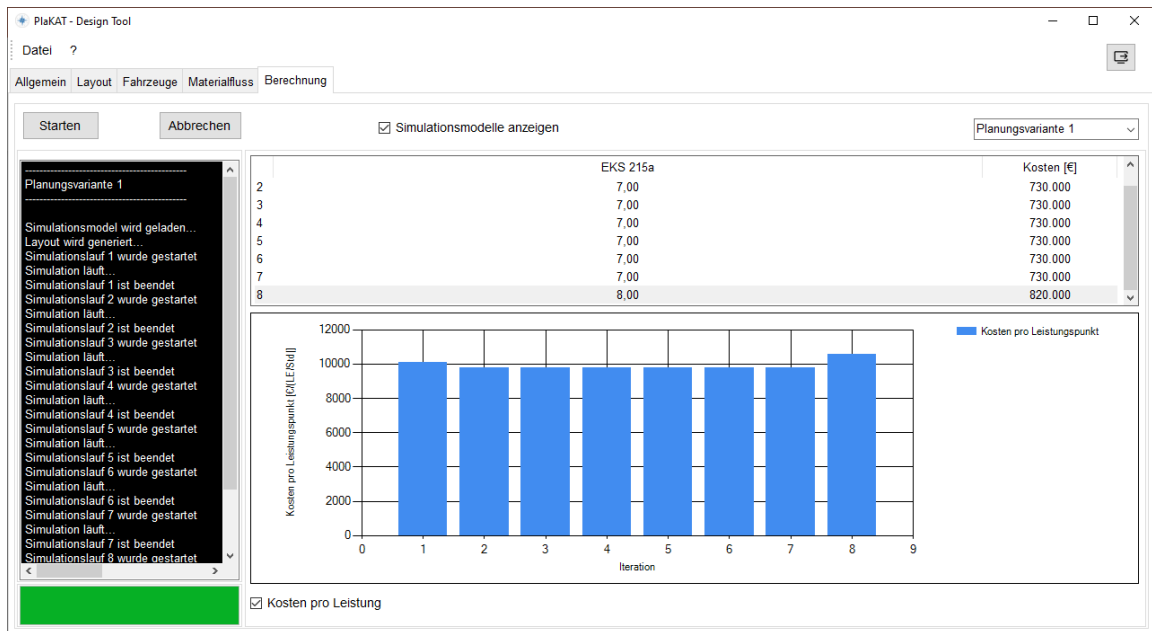 PlaKAT - Design Tool
Datei ?
Allgemein Layout Fahrzeuge Materialfluss Berechnung
Starten Abbrechen Simulationsmodelle anzeigen Planungsvariante 1
----------------------------------------------
Planungsvariante 1
----------------------------------------------
Simulationsmodel wird geladen...
Layout wird generiert...
Simulationslauf 1 wurde gestartet
Simulation läuft...
Simulationslauf 1 ist beendet
Simulationslauf 2 wurde gestartet
Simulation läuft...
Simulationslauf 2 ist beendet
Simulationslauf 3 wurde gestartet
Simulation läuft...
Simulationslauf 3 ist beendet
Simulationslauf 4 wurde gestartet
Simulation läuft...
Simulationslauf 4 ist beendet
Simulationslauf 5 wurde gestartet
Simulation läuft...
Simulationslauf 5 ist beendet
Simulationslauf 6 wurde gestartet
Simulation läuft...
Simulationslauf 6 ist beendet
Simulationslauf 7 wurde gestartet
Simulation läuft...
Simulationslauf 7 ist beendet
Simulationslauf 8 wurde gestartet
EKS 215a Kosten [€]
2 7,00 730.000
3 7,00 730.000
4 7,00 730.000
5 7,00 730.000
6 7,00 730.000
7 7,00 730.000
8 8,00 820.000
Kosten pro Leistungspunkt [€/(LE/Std)]
12000
10000
8000
6000
4000
2000
0
0 1 2 3 4 5 6 7 8 9
Iteration
Kosten pro Leistungspunkt
Kosten pro Leistung